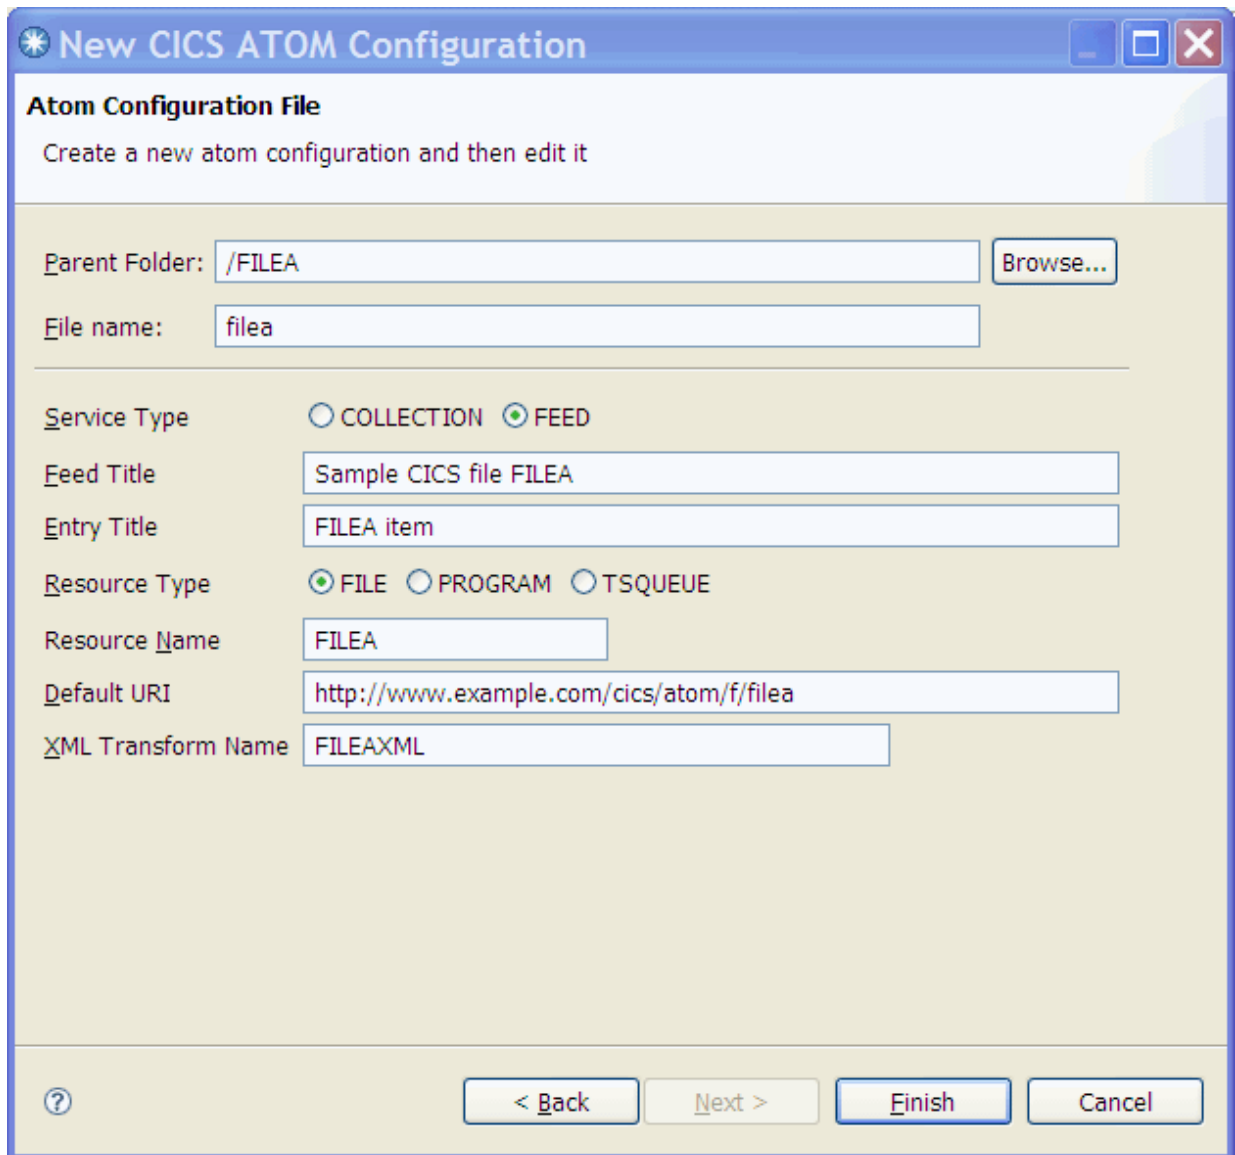 New CICS ATOM Configuration
Atom Configuration File
Create a new atom configuration and then edit it
Parent Folder: /FILEA Browse...
File name: filea
Service Type COLLECTION FEED
Feed Title Sample CICS file FILEA
Entry Title FILEA item
Resource Type FILE PROGRAM TSQUEUE
Resource Name FILEA
Default URI http://www.example.com/cics/atom/f/filea
XML Transform Name FILEAXML
? < Back Next > Finish Cancel